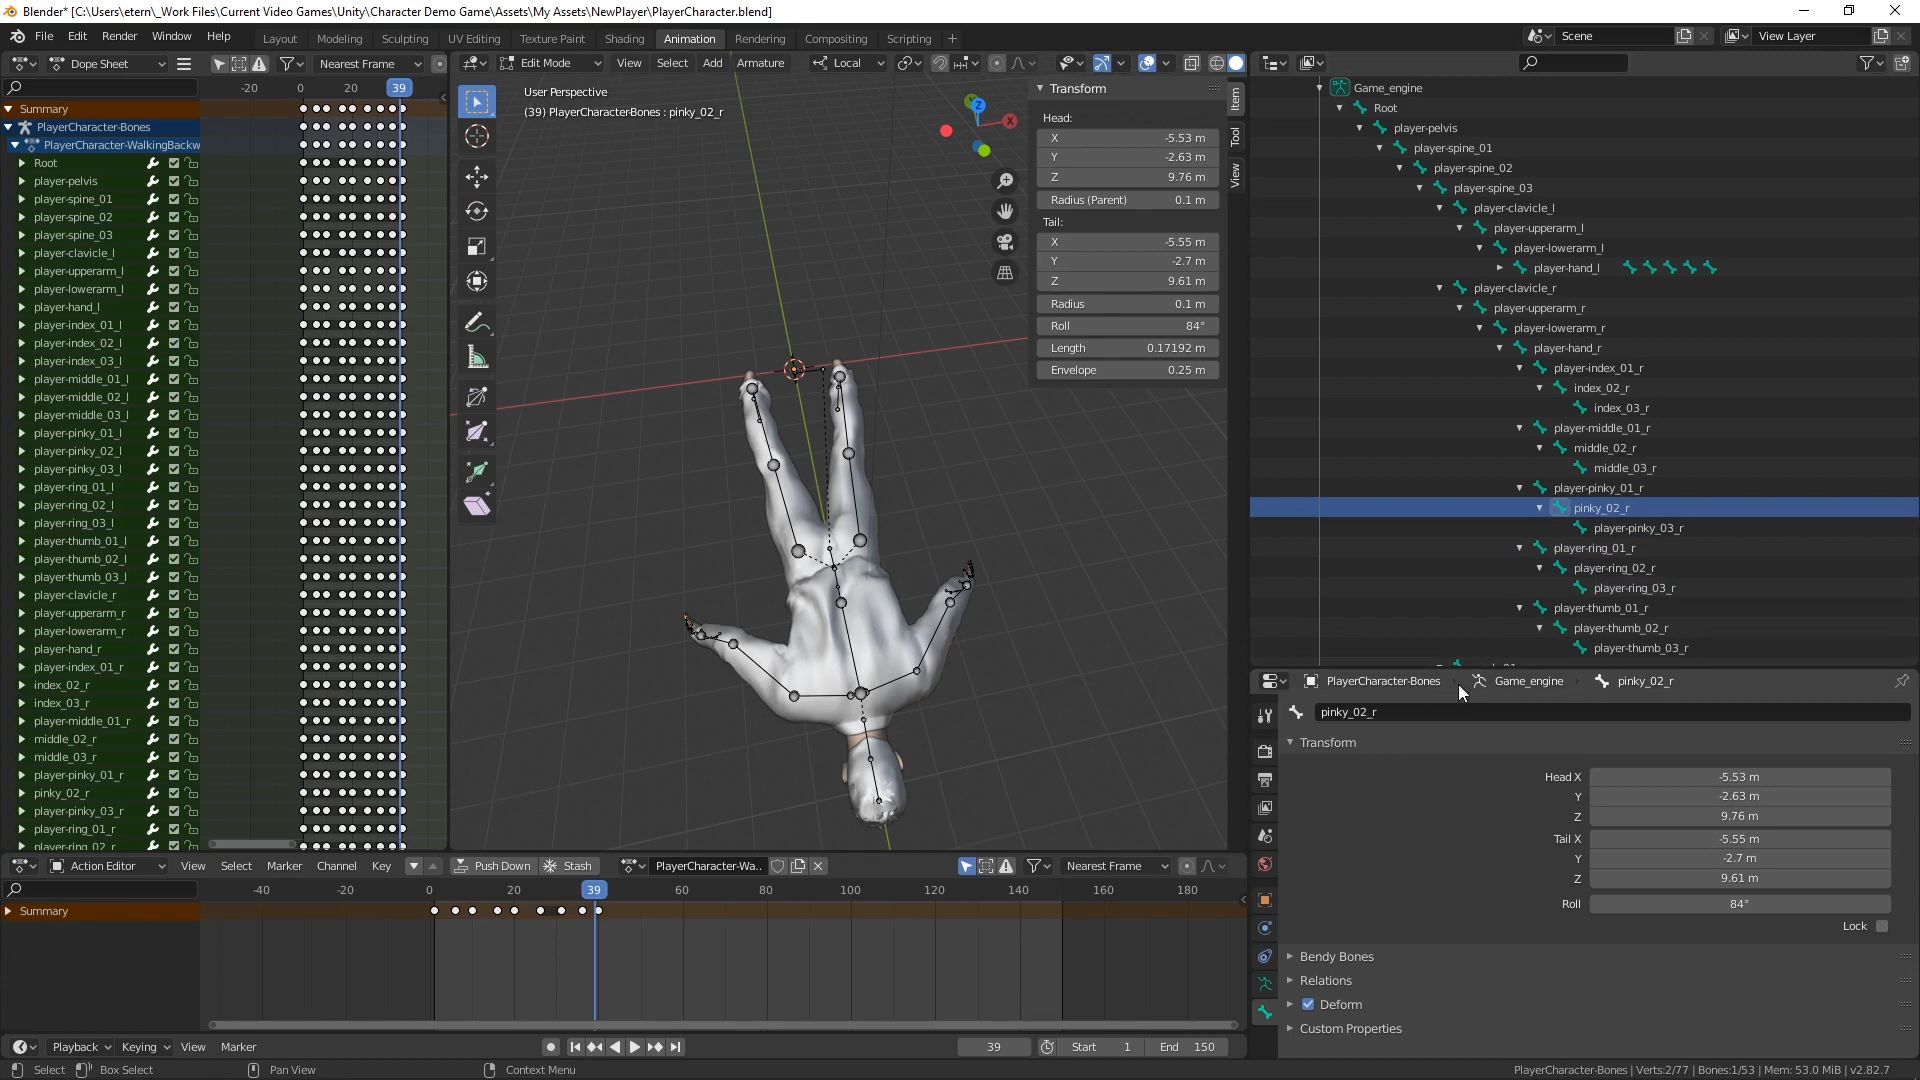 Blender* [C:\Users\etern\_Work Files\Current Video Games\Unity\Character Demo Game\Assets\My Assets\NewPlayer\PlayerCharacter.blend]
File Edit Render Window Help Layout Modeling Sculpting UV Editing Texture Paint Shading Animation Rendering Compositing Scripting + Scene View Layer
Dope Sheet Nearest Frame Edit Mode View Select Add Armature Local
-20 0 20 39
Summary
PlayerCharacter-Bones
PlayerCharacter-WalkingBackw
Root
player-pelvis
player-spine_01
player-spine_02
player-spine_03
player-clavicle_l
player-upperarm_l
player-lowerarm_l
player-hand_l
player-index_01_l
player-index_02_l
player-index_03_l
player-middle_01_l
player-middle_02_l
player-middle_03_l
player-pinky_01_l
player-pinky_02_l
player-pinky_03_l
player-ring_01_l
player-ring_02_l
player-ring_03_l
player-thumb_01_l
player-thumb_02_l
player-thumb_03_l
player-clavicle_r
player-upperarm_r
player-lowerarm_r
player-hand_r
player-index_01_r
index_02_r
index_03_r
player-middle_01_r
middle_02_r
middle_03_r
player-pinky_01_r
pinky_02_r
player-pinky_03_r
player-ring_01_r
player-ring_02_r
User Perspective
(39) PlayerCharacterBones : pinky_02_r
Z
X
Transform
Head:
X -5.53 m
Y -2.63 m
Z 9.76 m
Radius (Parent) 0.1 m
Tail:
X -5.55 m
Y -2.7 m
Z 9.61 m
Radius 0.1 m
Roll 84°
Length 0.17192 m
Envelope 0.25 m
Item
Tool
View
Game_engine
Root
player-pelvis
player-spine_01
player-spine_02
player-spine_03
player-clavicle_l
player-upperarm_l
player-lowerarm_l
player-hand_l
player-clavicle_r
player-upperarm_r
player-lowerarm_r
player-hand_r
player-index_01_r
index_02_r
index_03_r
player-middle_01_r
middle_02_r
middle_03_r
player-pinky_01_r
pinky_02_r
player-pinky_03_r
player-ring_01_r
player-ring_02_r
player-ring_03_r
player-thumb_01_r
player-thumb_02_r
player-thumb_03_r
PlayerCharacter-Bones Game_engine pinky_02_r
pinky_02_r
Transform
Head X -5.53 m
Y -2.63 m
Z 9.76 m
Tail X -5.55 m
Y -2.7 m
Z 9.61 m
Roll 84°
Lock
Bendy Bones
Relations
Deform
Custom Properties
Action Editor View Select Marker Channel Key Push Down Stash PlayerCharacter-Wa.. Nearest Frame
-40 -20 0 20 39 60 80 100 120 140 160 180
Summary
Playback Keying View Marker 39 Start 1 End 150
Select Box Select Pan View Context Menu PlayerCharacter-Bones | Verts:2/77 | Bones:1/53 | Mem: 53.0 MiB | v2.82.7